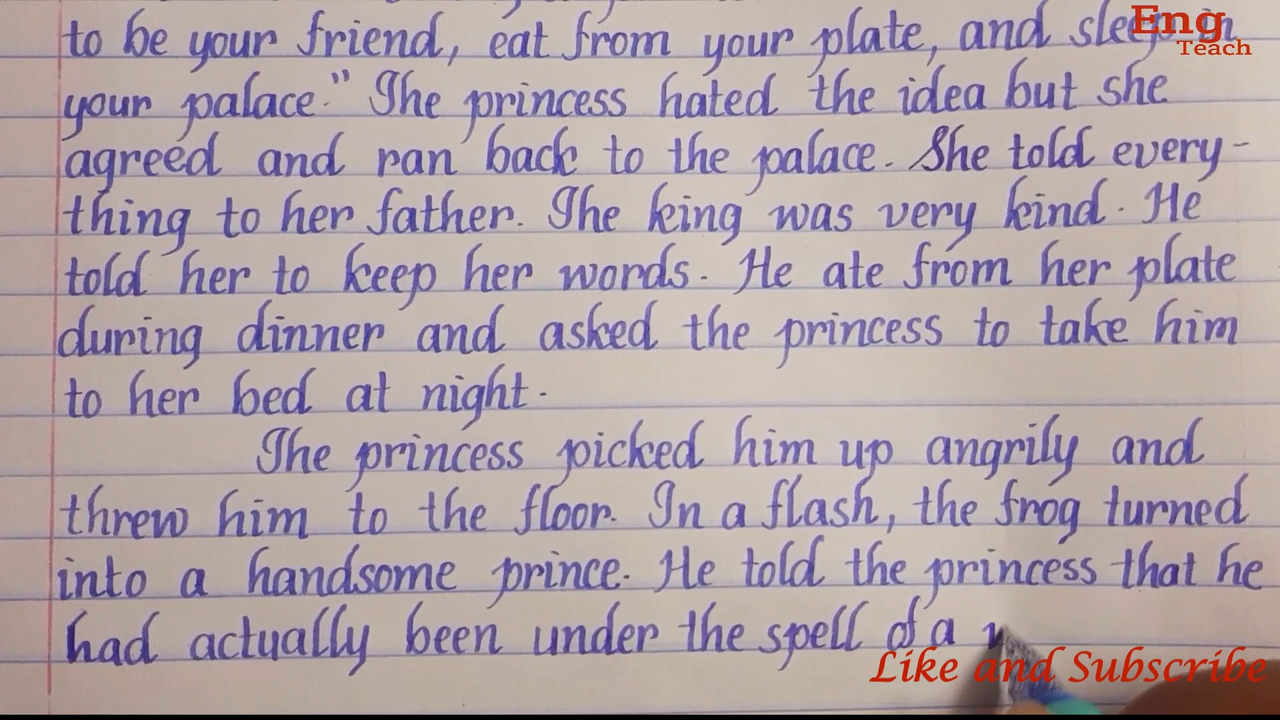 Eng
Teach
to be your friend, eat from your plate, and sleep in
your palace." The princess hated the idea but she
agreed and ran back to the palace. She told every-
thing to her father. The king was very kind. He
told her to keep her words. He ate from her plate
during dinner and asked the princess to take him
to her bed at night.
The princess picked him up angrily and
threw him to the floor. In a flash, the frog turned
into a handsome prince. He told the princess that he
had actually been under the spell of a
Like and Subscribe